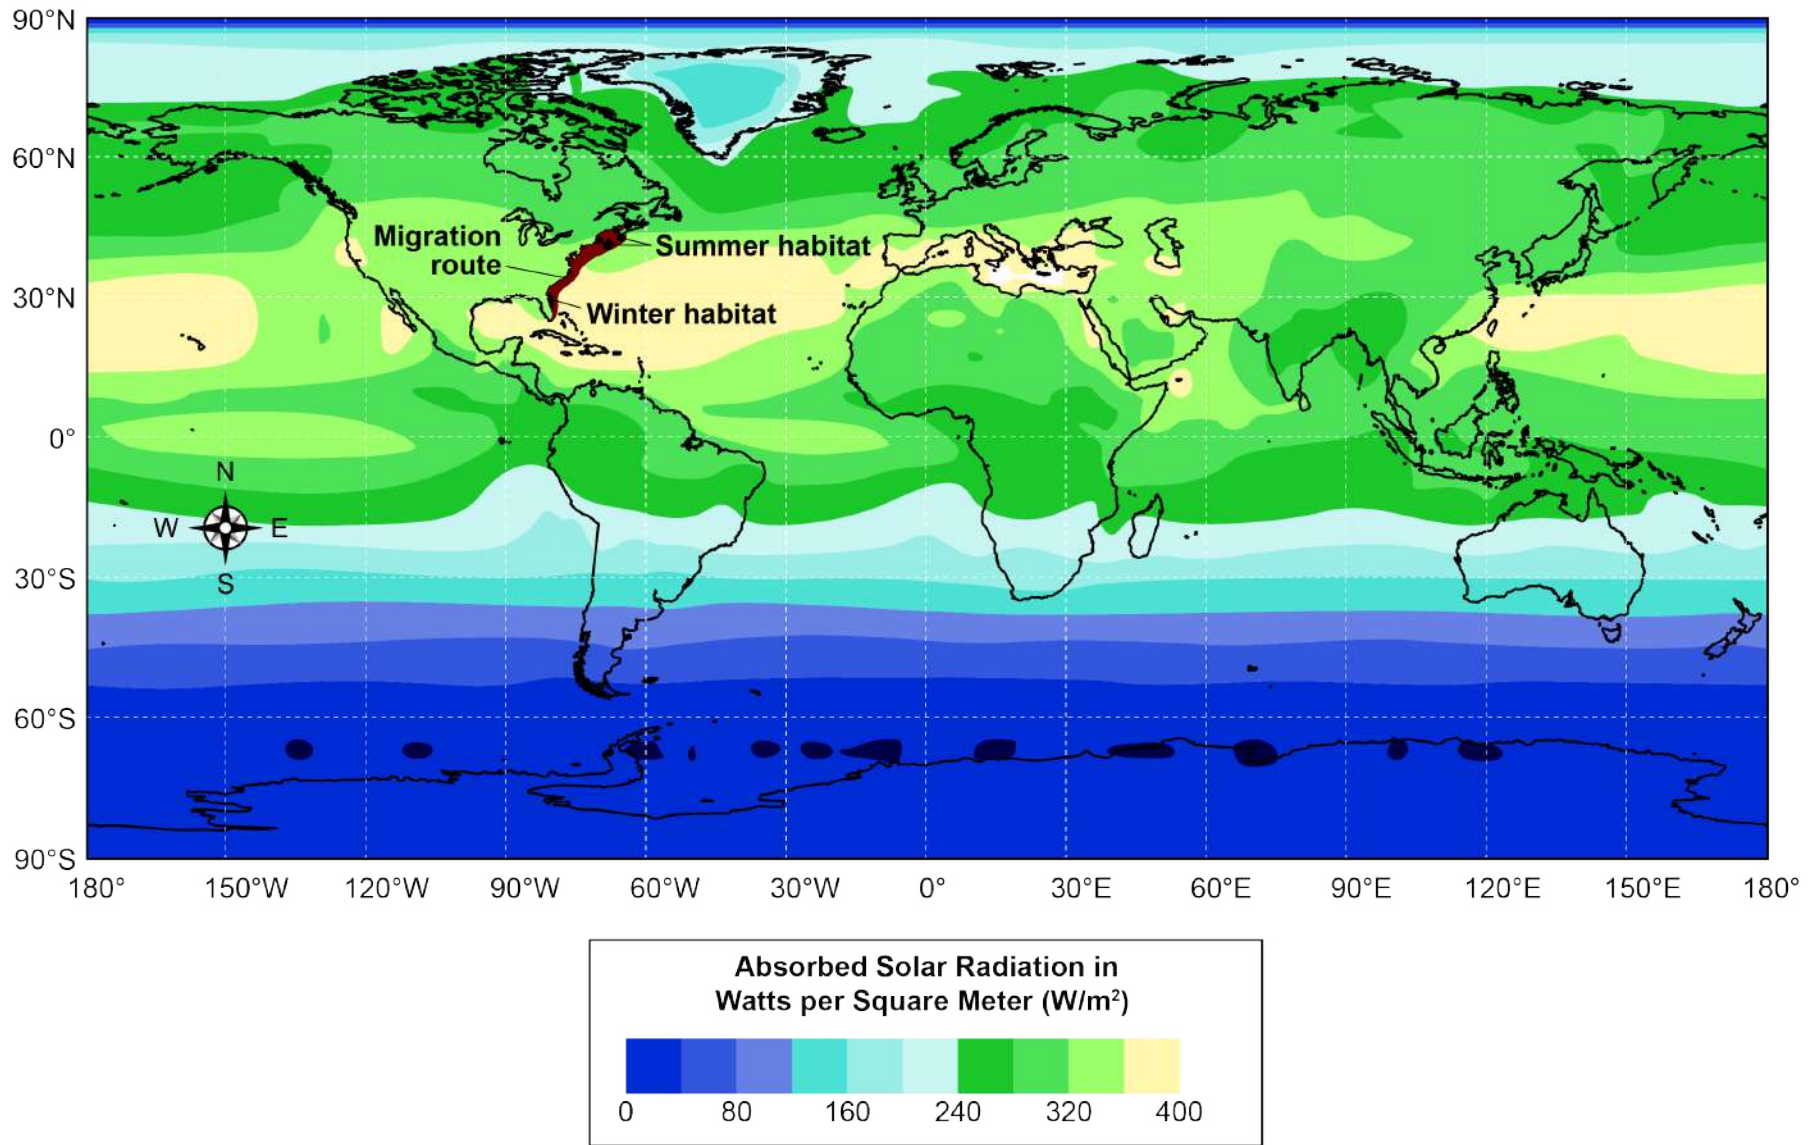 90°N
60°N
30°N
0°
30°S
60°S
90°S
Migration
route
Summer habitat
Winter habitat
N
W
E
S
180°
150°W
120°W
90°W
60°W
30°W
0°
30°E
60°E
90°E
120°E
150°E
180°
Absorbed Solar Radiation in
Watts per Square Meter (W/m²)
0
80
160
240
320
400